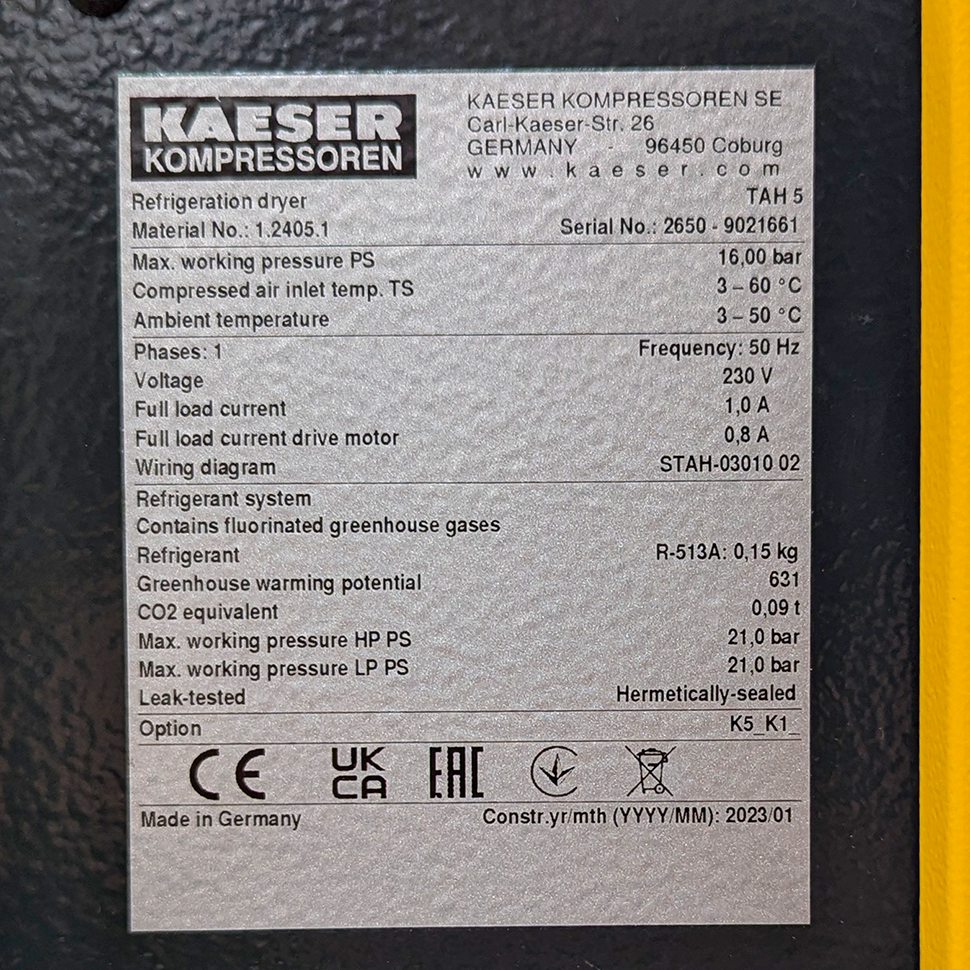 KAESER
KOMPRESSOREN
KAESER KOMPRESSOREN SE
Carl-Kaeser-Str. 26
GERMANY - 96450 Coburg
www.kaeser.com
Refrigeration dryer TAH 5
Material No.: 1.2405.1 Serial No.: 2650 - 9021661
Max. working pressure PS 16,00 bar
Compressed air inlet temp. TS 3 – 60 °C
Ambient temperature 3 – 50 °C
Phases: 1 Frequency: 50 Hz
Voltage 230 V
Full load current 1,0 A
Full load current drive motor 0,8 A
Wiring diagram STAH-03010 02
Refrigerant system
Contains fluorinated greenhouse gases
Refrigerant R-513A: 0,15 kg
Greenhouse warming potential 631
CO2 equivalent 0,09 t
Max. working pressure HP PS 21,0 bar
Max. working pressure LP PS 21,0 bar
Leak-tested Hermetically-sealed
Option K5_K1_
CE UK CA EAC
Made in Germany Constr.yr/mth (YYYY/MM): 2023/01